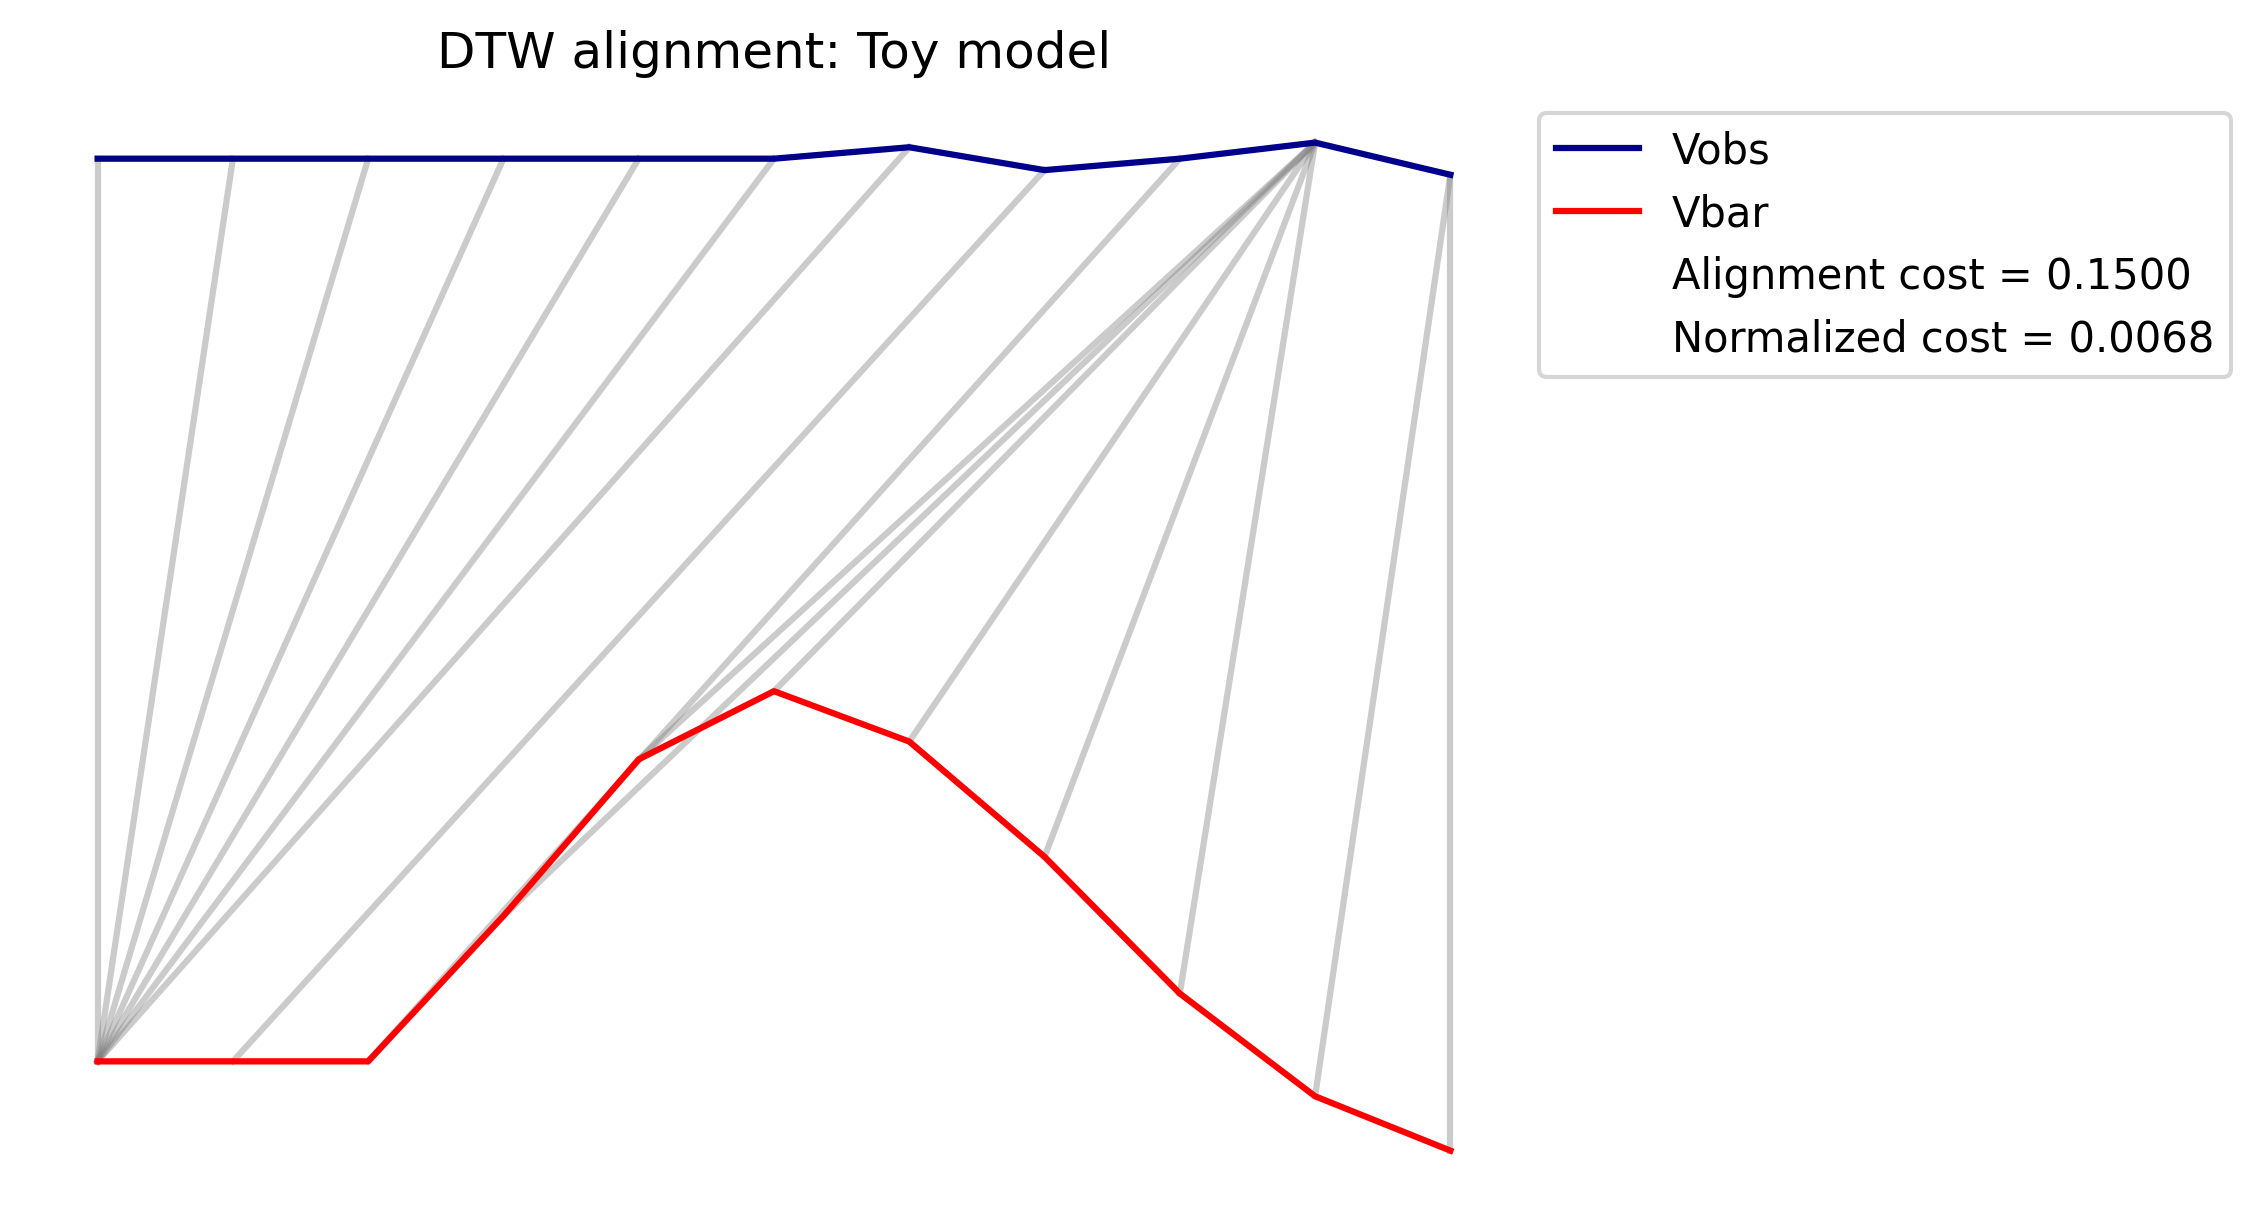 DTW alignment: Toy model
Vobs
Vbar
Alignment cost = 0.1500
Normalized cost = 0.0068